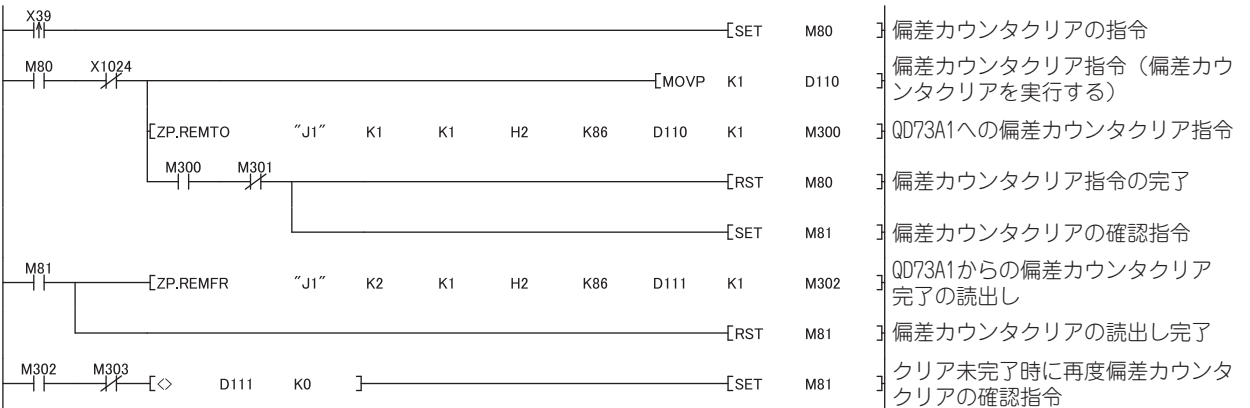 X39
SET M80 偏差カウンタクリアの指令
M80 X1024
MOVP K1 D110 偏差カウンタクリア指令（偏差カウ
ンタクリアを実行する）
ZP.REMTO "J1" K1 K1 H2 K86 D110 K1 M300 QD73A1への偏差カウンタクリア指令
M300 M301
RST M80 偏差カウンタクリア指令の完了
SET M81 偏差カウンタクリアの確認指令
M81
ZP.REMFR "J1" K2 K1 H2 K86 D111 K1 M302 QD73A1からの偏差カウンタクリア
完了の読出し
RST M81 偏差カウンタクリアの読出し完了
M302 M303
<> D111 K0 SET M81 クリア未完了時に再度偏差カウンタ
クリアの確認指令